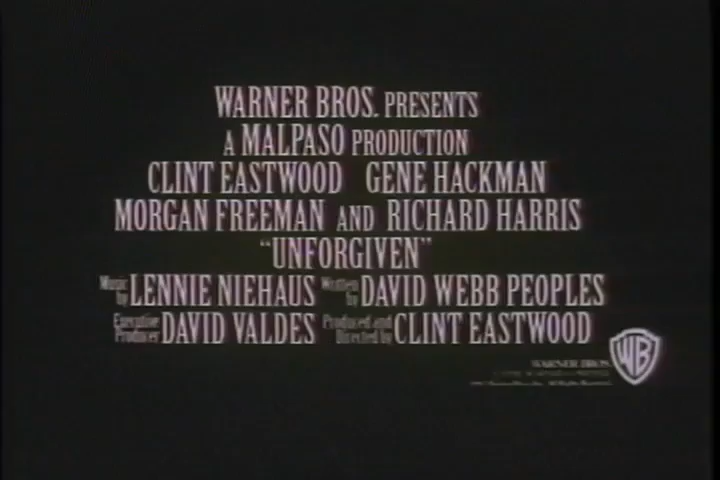 WARNER BROS. PRESENTS
A MALPASO PRODUCTION
CLINT EASTWOOD GENE HACKMAN
MORGAN FREEMAN AND RICHARD HARRIS
"UNFORGIVEN"
Music by LENNIE NIEHAUS Written by DAVID WEBB PEOPLES
Executive Producer DAVID VALDES Produced and Directed by CLINT EASTWOOD
WB
WARNER BROS